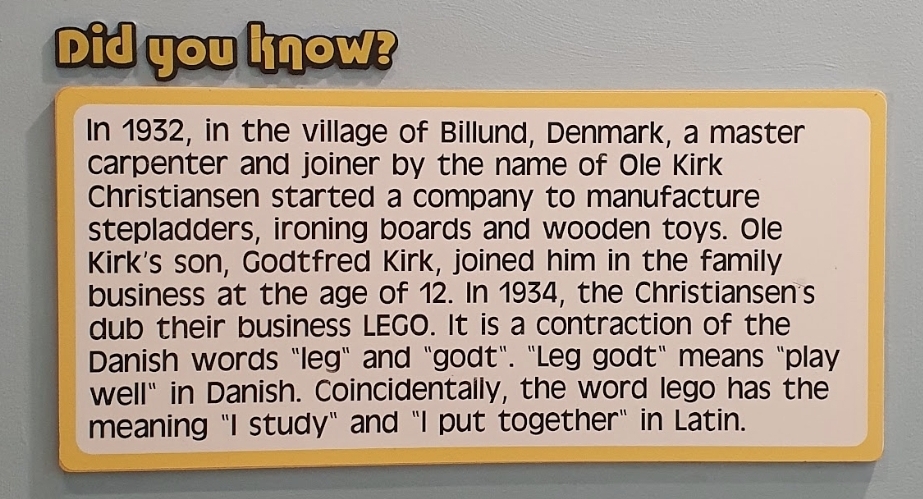 Did you know?
In 1932, in the village of Billund, Denmark, a master
carpenter and joiner by the name of Ole Kirk
Christiansen started a company to manufacture
stepladders, ironing boards and wooden toys. Ole
Kirk's son, Godtfred Kirk, joined him in the family
business at the age of 12. In 1934, the Christiansen's
dub their business LEGO. It is a contraction of the
Danish words "leg" and "godt". "Leg godt" means "play
well" in Danish. Coincidentally, the word lego has the
meaning "I study" and "I put together" in Latin.